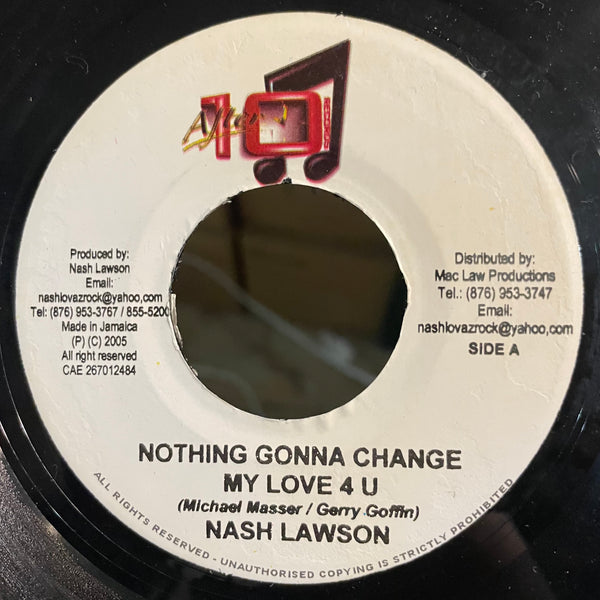 After
10
Produced by:
Nash Lawson
Email:
nashlovazrock@yahoo,com
Tel: (876) 953-3767 / 855-5200
Made in Jamaica
(P) (C) 2005
All right reserved
CAE 267012484
Distributed by:
Mac Law Productions
Tel.: (876) 953-3747
Email:
nashlovazrock@yahoo,com
SIDE A
NOTHING GONNA CHANGE
MY LOVE 4 U
(Michael Masser / Gerry Goffin)
NASH LAWSON
ALL RIGHTS RESERVED - UNAUTHORISED COPYING IS STRICTLY PROHIBITED